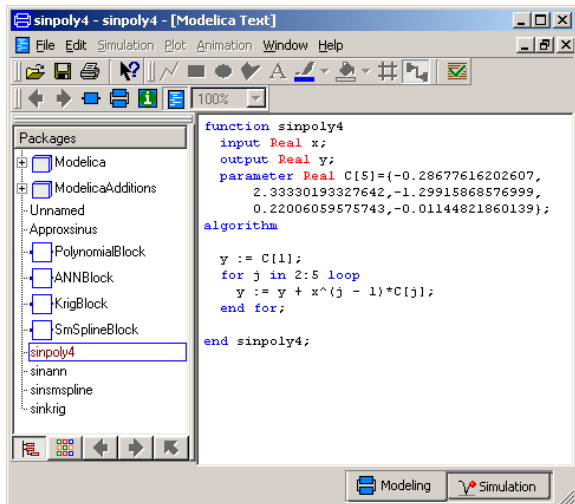 sinpoly4 - sinpoly4 - [Modelica Text]
File Edit Simulation Plot Animation Window Help
A
100%
Packages
Modelica
ModelicaAdditions
Unnamed
Approxsinus
PolynomialBlock
ANNBlock
KrigBlock
SmSplineBlock
sinpoly4
sinann
sinsmspline
sinkrig
function sinpoly4
input Real x;
output Real y;
parameter Real C[5]={-0.28677616202607,
2.33330193327642,-1.29915868576999,
0.22006059575743,-0.01144821860139};
algorithm
y := C[1];
for j in 2:5 loop
y := y + x^(j - 1)*C[j];
end for;
end sinpoly4;
Modeling Simulation